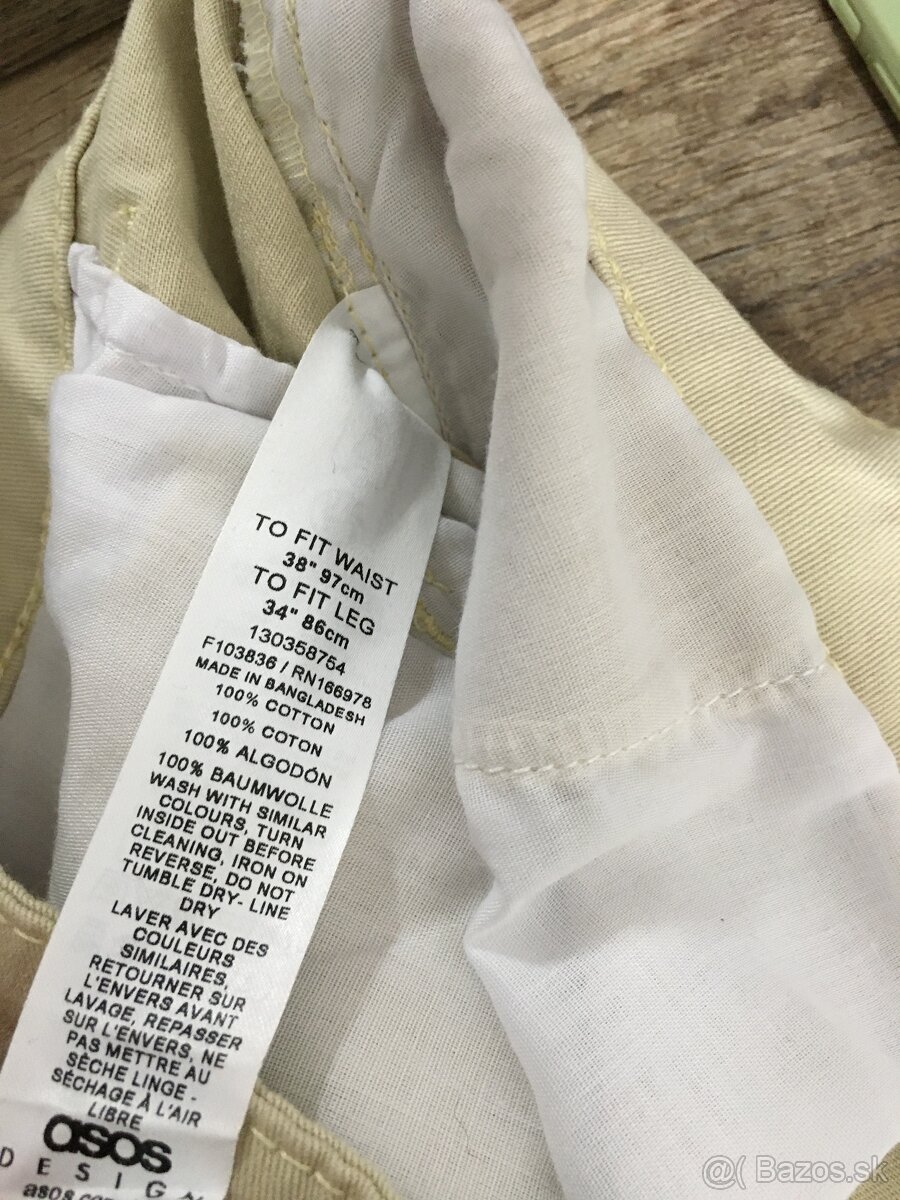 TO FIT WAIST
38" 97cm
TO FIT LEG
34" 86cm
130358754
F103836 / RN166978
MADE IN BANGLADESH
100% COTTON
100% COTON
100% ALGODÓN
100% BAUMWOLLE
WASH WITH SIMILAR
COLOURS, TURN
INSIDE OUT BEFORE
CLEANING, IRON ON
REVERSE, DO NOT
TUMBLE DRY- LINE
DRY
LAVER AVEC DES
COULEURS
SIMILAIRES,
RETOURNER SUR
L'ENVERS AVANT
LAVAGE, REPASSER
SUR L'ENVERS, NE
PAS METTRE AU
SÈCHE LINGE -
SÉCHAGE À L'AIR
LIBRE
asos
DESIGN
asos.co
@( Bazos.sk